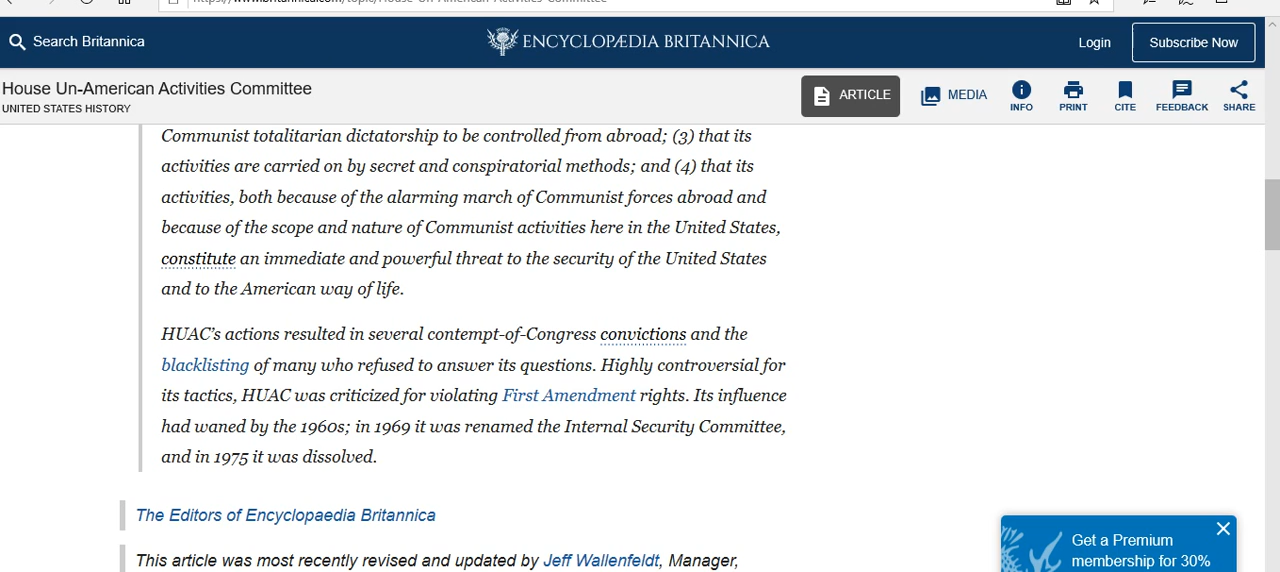 Search Britannica
ENCYCLOPÆDIA BRITANNICA
Login
Subscribe Now
House Un-American Activities Committee
UNITED STATES HISTORY
ARTICLE
MEDIA
INFO
PRINT
CITE
FEEDBACK
SHARE
Communist totalitarian dictatorship to be controlled from abroad; (3) that its
activities are carried on by secret and conspiratorial methods; and (4) that its
activities, both because of the alarming march of Communist forces abroad and
because of the scope and nature of Communist activities here in the United States,
constitute an immediate and powerful threat to the security of the United States
and to the American way of life.
HUAC's actions resulted in several contempt-of-Congress convictions and the
blacklisting of many who refused to answer its questions. Highly controversial for
its tactics, HUAC was criticized for violating First Amendment rights. Its influence
had waned by the 1960s; in 1969 it was renamed the Internal Security Committee,
and in 1975 it was dissolved.
The Editors of Encyclopaedia Britannica
This article was most recently revised and updated by Jeff Wallenfeldt, Manager,
Get a Premium
membership for 30%